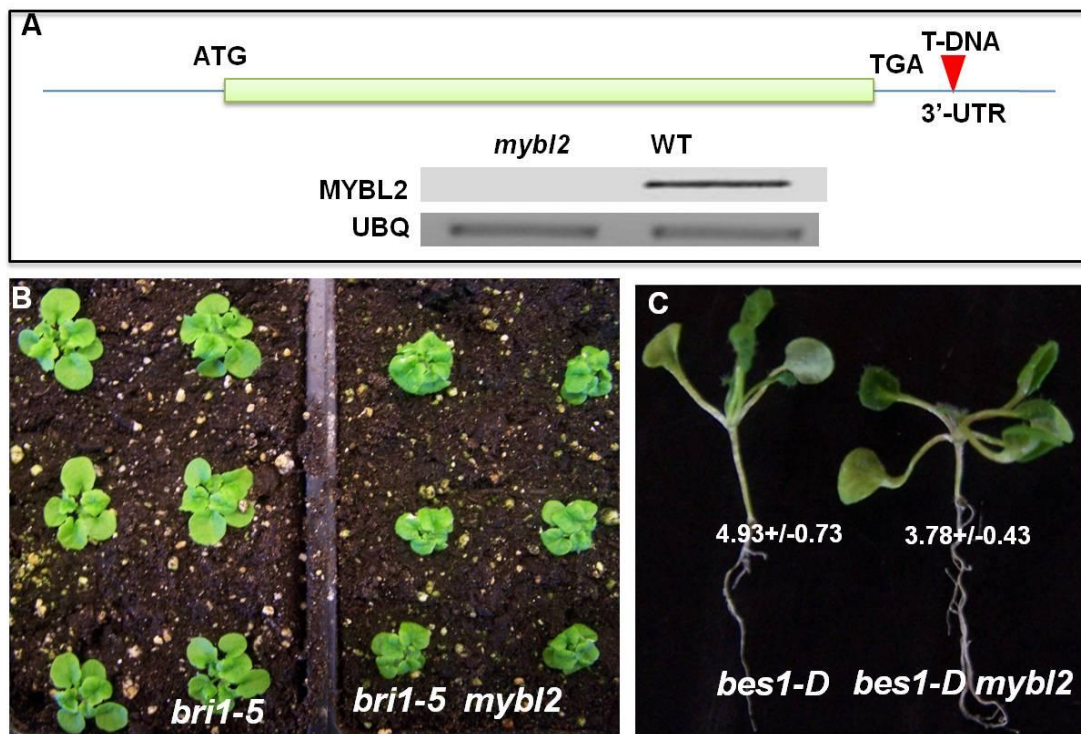 A
ATG
TGA
T-DNA
3'-UTR
mybl2 WT
MYBL2
UBQ
B
bri1-5
bri1-5 mybl2
C
4.93+/-0.73
3.78+/-0.43
bes1-D
bes1-D mybl2